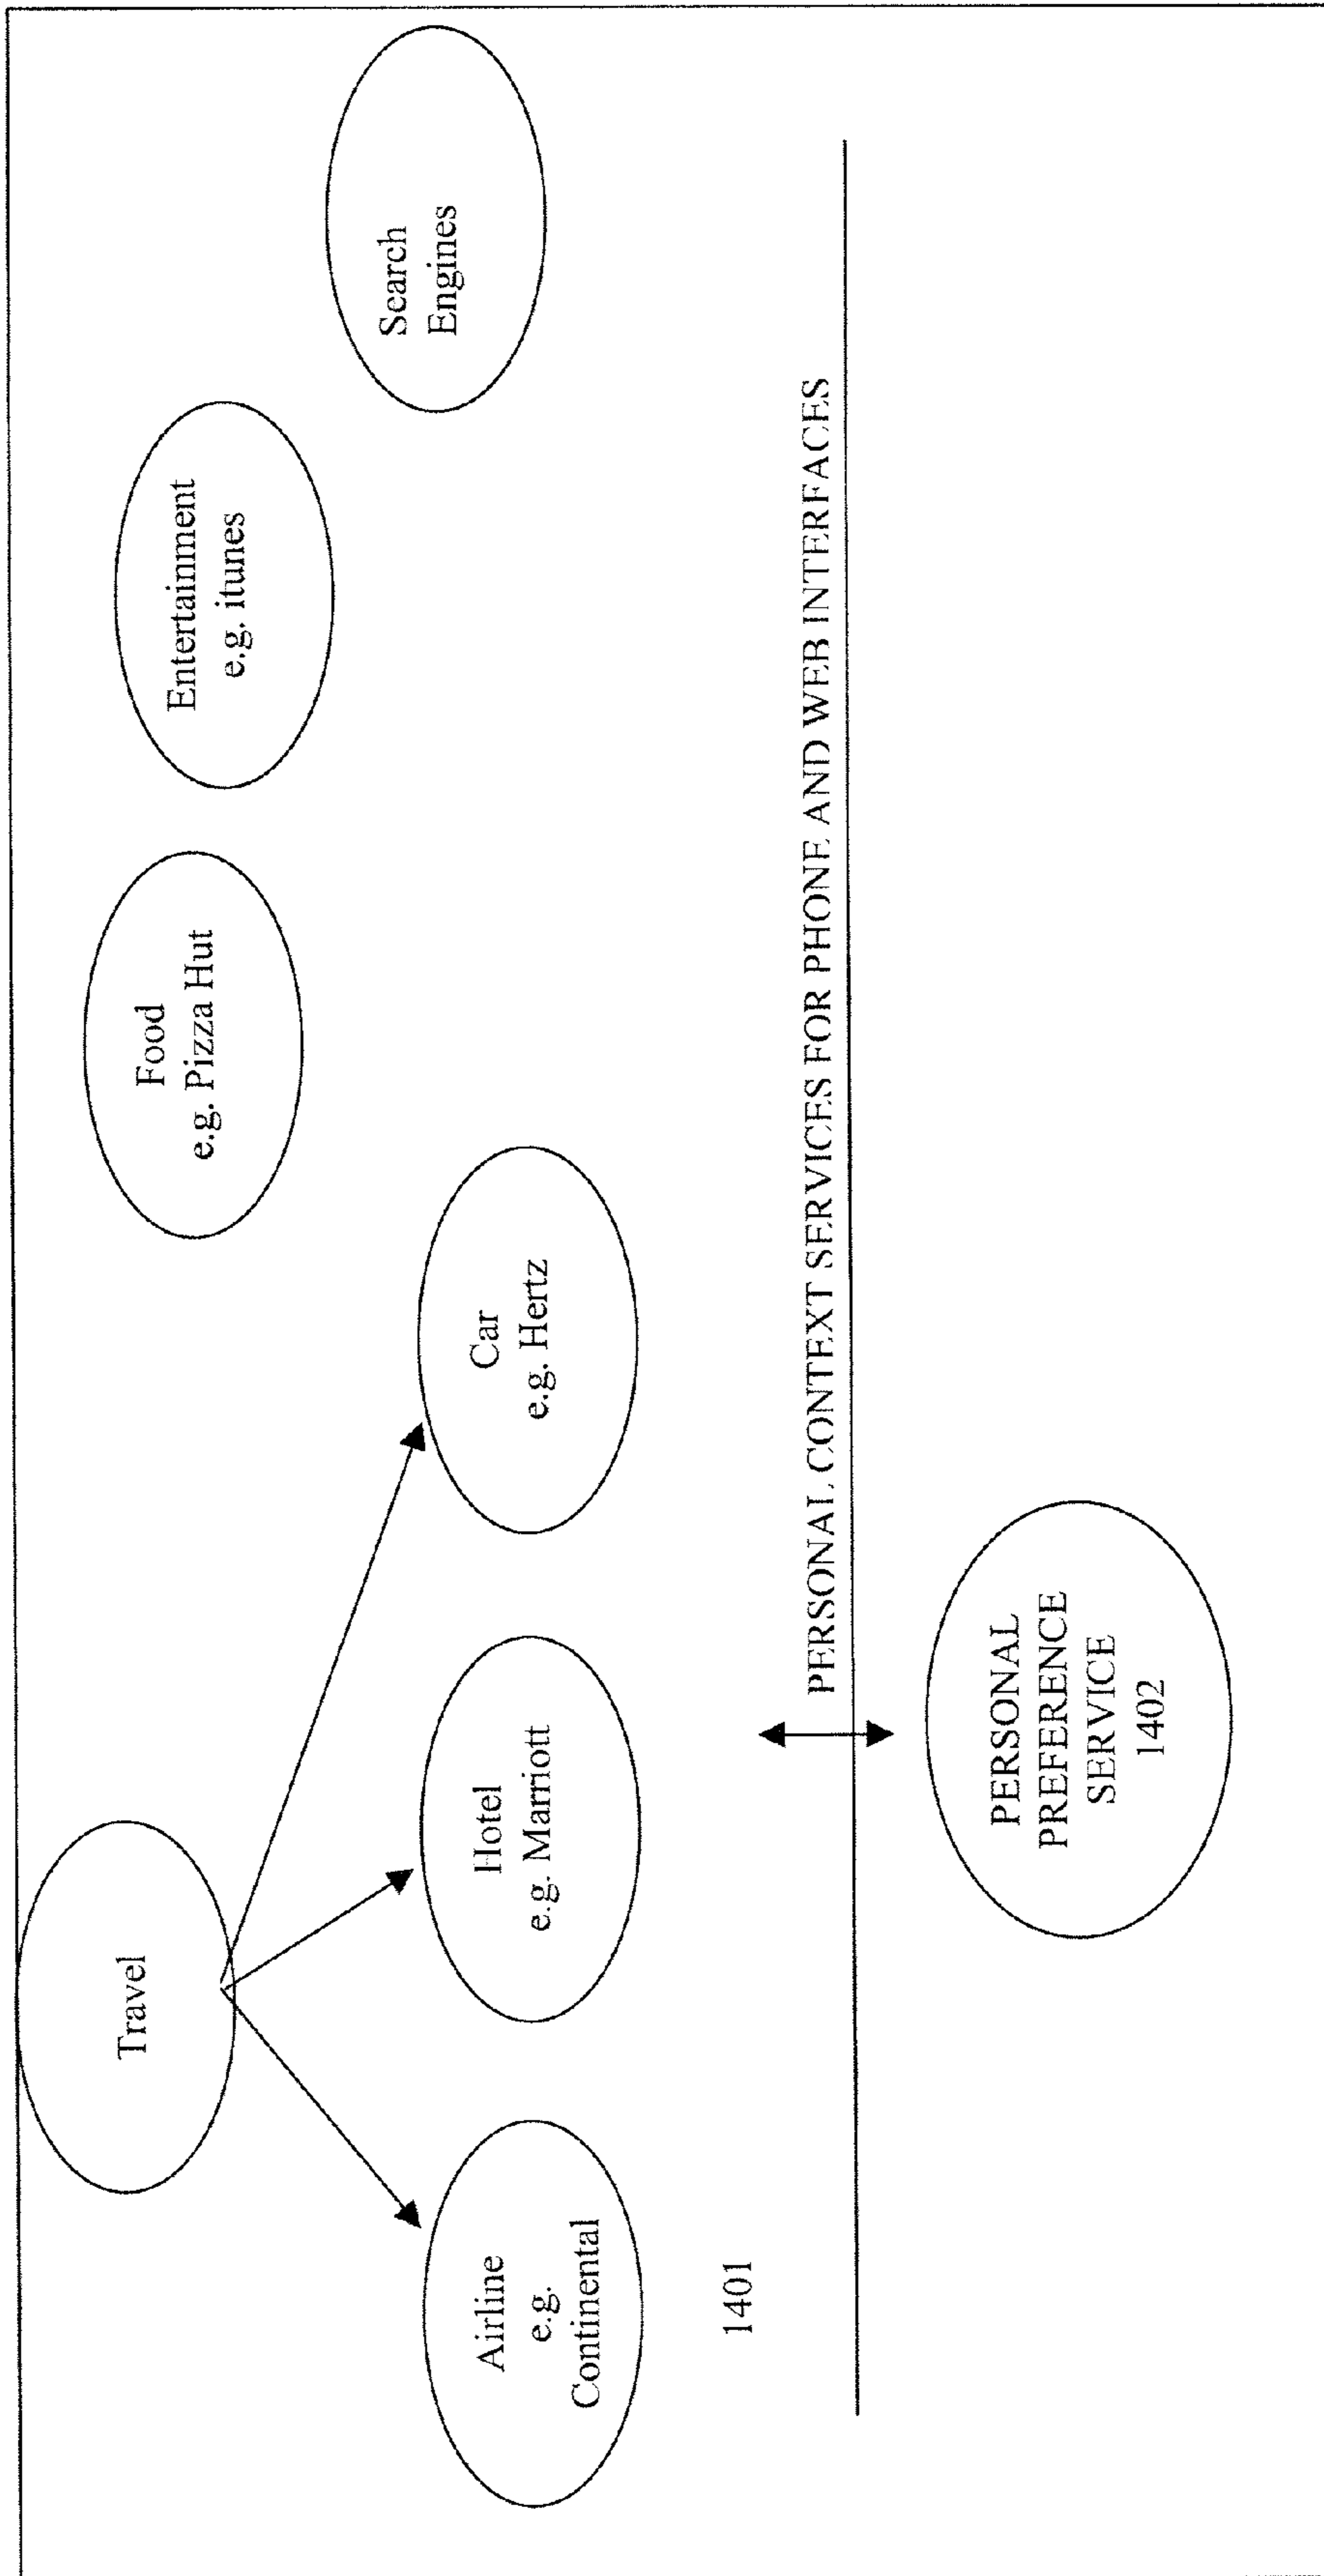 Travel
Food
e.g. Pizza Hut
Entertainment
e.g. itunes
Search
Engines
Airline
e.g.
Continental
Hotel
e.g. Marriott
Car
e.g. Hertz
1401
PERSONAL CONTEXT SERVICES FOR PHONE AND WEB INTERFACES
PERSONAL
PREFERENCE
SERVICE
1402